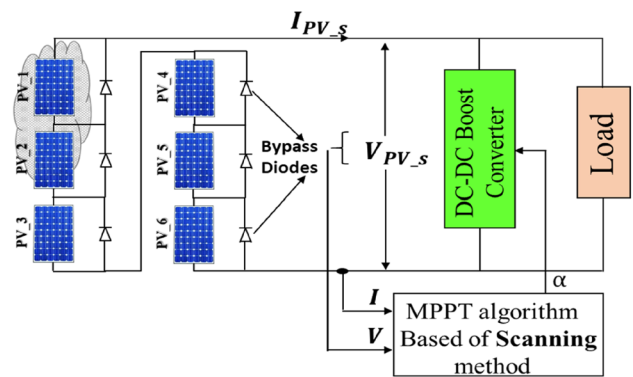 I_PV_s
PV_1
PV_2
PV_3
PV_4
PV_5
PV_6
Bypass
Diodes
V_PV_s
DC-DC Boost
Converter
Load
α
I
V
MPPT algorithm
Based of Scanning
method